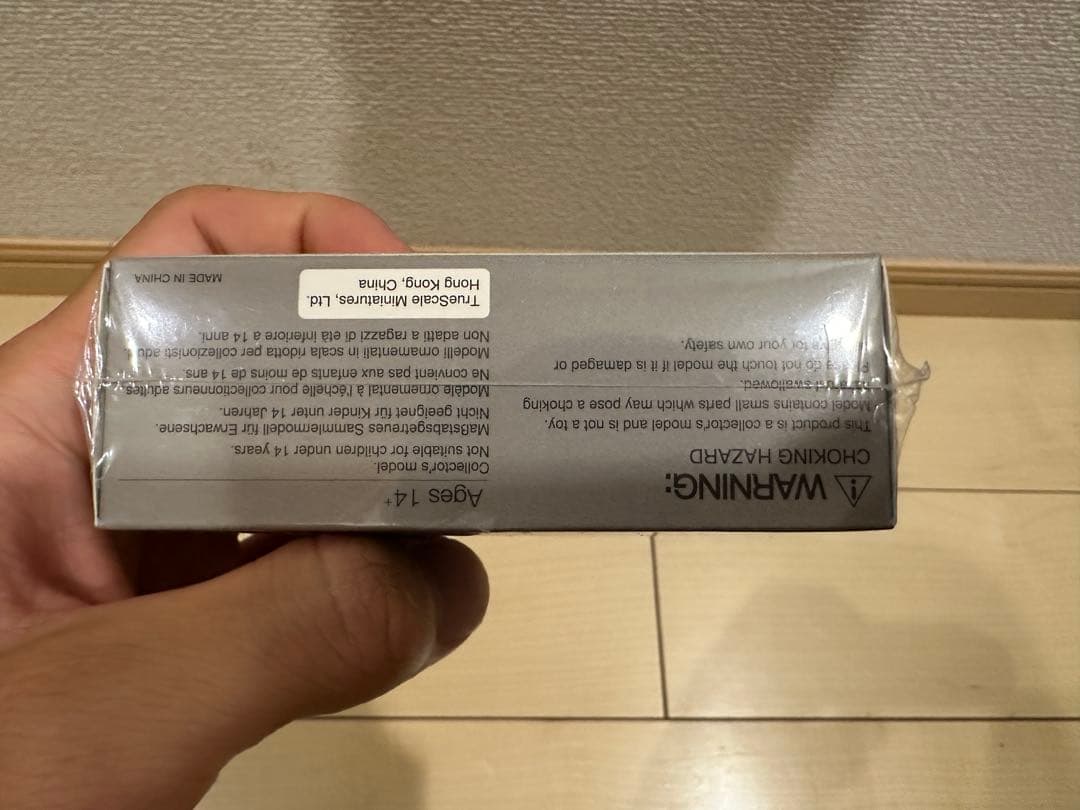 WARNING:
CHOKING HAZARD
This product is a collector's model and is not a toy.
Model contains small parts which may pose a choking
swallowed.
do not touch the model if it is damaged or
for your own safety.
Ages 14+
Collector's model.
Not suitable for children under 14 years.
Maßstabsgetreues Sammlermodell für Erwachsene.
Nicht geeignet für Kinder unter 14 Jahren.
Modèle ornemental à l'échelle pour collectionneurs adultes
Ne convient pas aux enfants de moins de 14 ans.
Modelli ornamentali in scala ridotta per collezionisti
Non adatti a ragazzi di età inferiore a 14 anni.
TrueScale Miniatures, Ltd.
Hong Kong, China
MADE IN CHINA